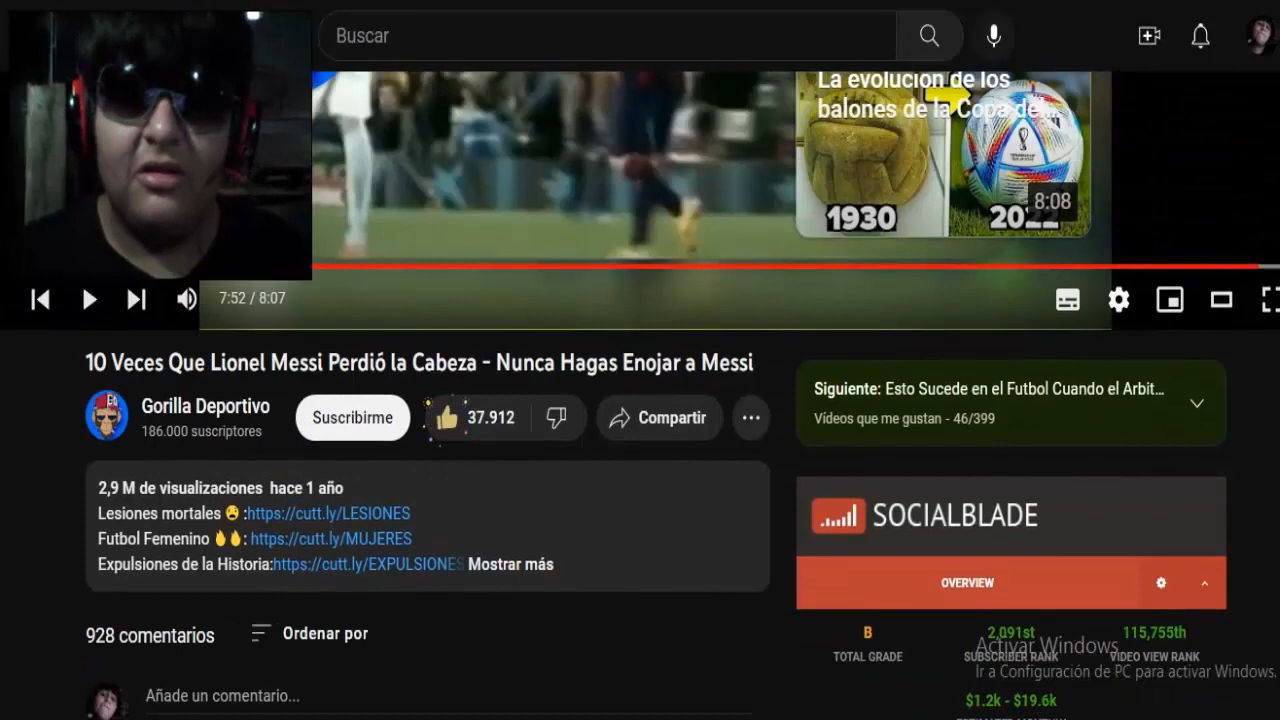 Buscar
La evolución de los
balones de la Copa del...
1930
2022
8:08
7:52 / 8:07
10 Veces Que Lionel Messi Perdió la Cabeza - Nunca Hagas Enojar a Messi
Gorilla Deportivo
186.000 suscriptores
Suscribirme
37.912
Compartir
Siguiente: Esto Sucede en el Futbol Cuando el Arbit...
Vídeos que me gustan - 46/399
2,9 M de visualizaciones hace 1 año
Lesiones mortales 😧:https://cutt.ly/LESIONES
Futbol Femenino 🔥🔥: https://cutt.ly/MUJERES
Expulsiones de la Historia:https://cutt.ly/EXPULSIONES Mostrar más
SOCIALBLADE
OVERVIEW
928 comentarios
Ordenar por
B
TOTAL GRADE
2,091st
SUBSCRIBER RANK
115,755th
VIDEO VIEW RANK
$1.2k - $19.6k
Activar Windows
Ir a Configuración de PC para activar Windows.
Añade un comentario...